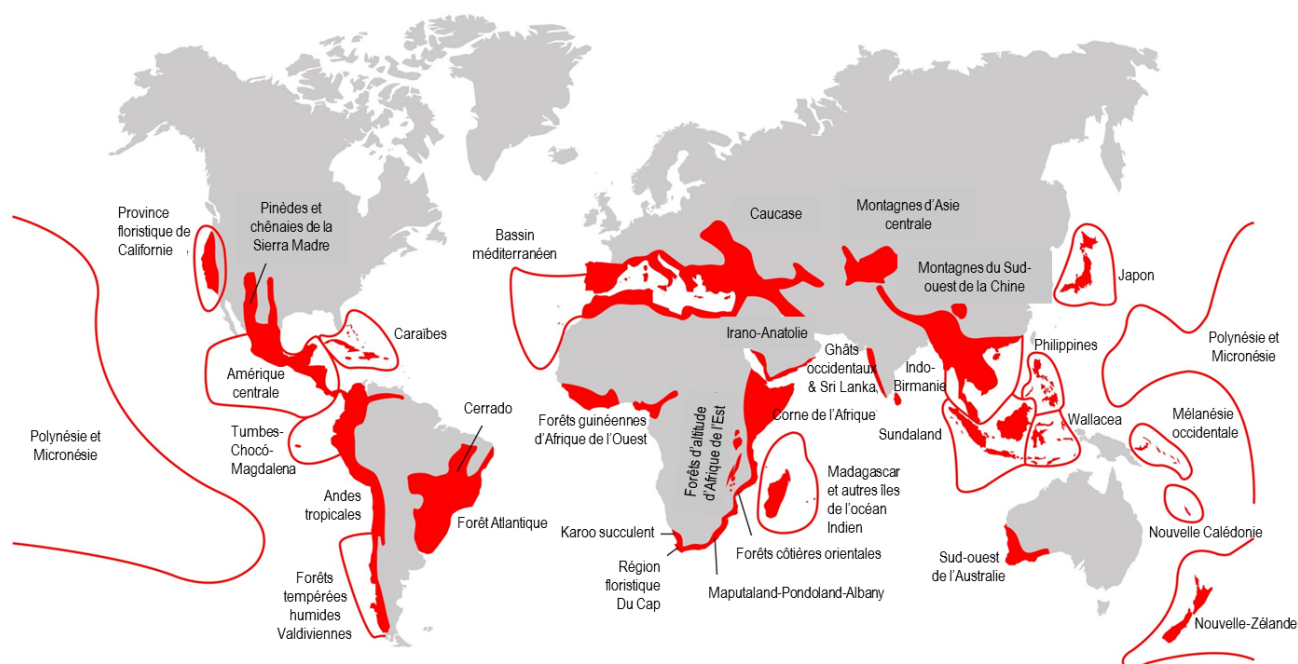 Province
floristique de
Californie
Pinèdes et
chênaies de la
Sierra Madre
Bassin
méditerranéen
Caucase
Montagnes d'Asie
centrale
Montagnes du Sud-
ouest de la Chine
Japon
Caraïbes
Irano-Anatolie
Polynésie et
Micronésie
Amérique
centrale
Ghâts
occidentaux
& Sri Lanka
Indo-
Birmanie
Philippines
Cerrado
Forêts guinéennes
d'Afrique de l'Ouest
Forêts d'altitude
d'Afrique de l'Est
Corne de l'Afrique
Sundaland
Wallacea
Mélanésie
occidentale
Polynésie et
Micronésie
Tumbes-
Chocó-
Magdalena
Andes
tropicales
Forêt Atlantique
Madagascar
et autres île
de l'océan
Indien
Karoo succulent
Forêts côtières orientales
Nouvelle Calédonie
Région
floristique
Du Cap
Maputaland-Pondoland-Albany
Sud-ouest
de l'Australie
Forêts
tempérées
humides
Valdiviennes
Nouvelle-Zélande